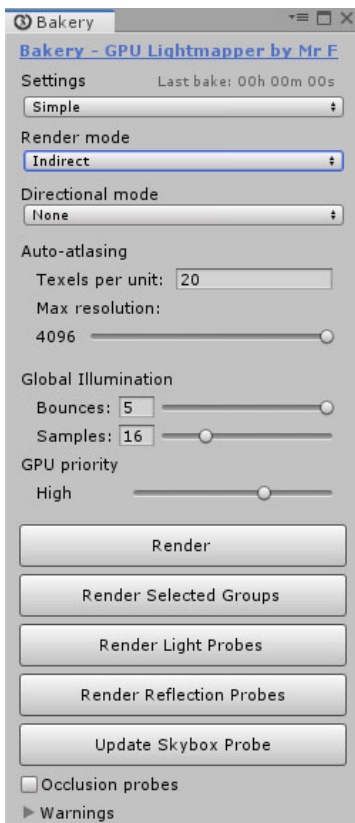 Bakery
Bakery - GPU Lightmapper by Mr F
Settings Last bake: 00h 00m 00s
Simple
Render mode
Indirect
Directional mode
None
Auto-atlasing
Texels per unit: 20
Max resolution:
4096
Global Illumination
Bounces: 5
Samples: 16
GPU priority
High
Render
Render Selected Groups
Render Light Probes
Render Reflection Probes
Update Skybox Probe
Occlusion probes
Warnings